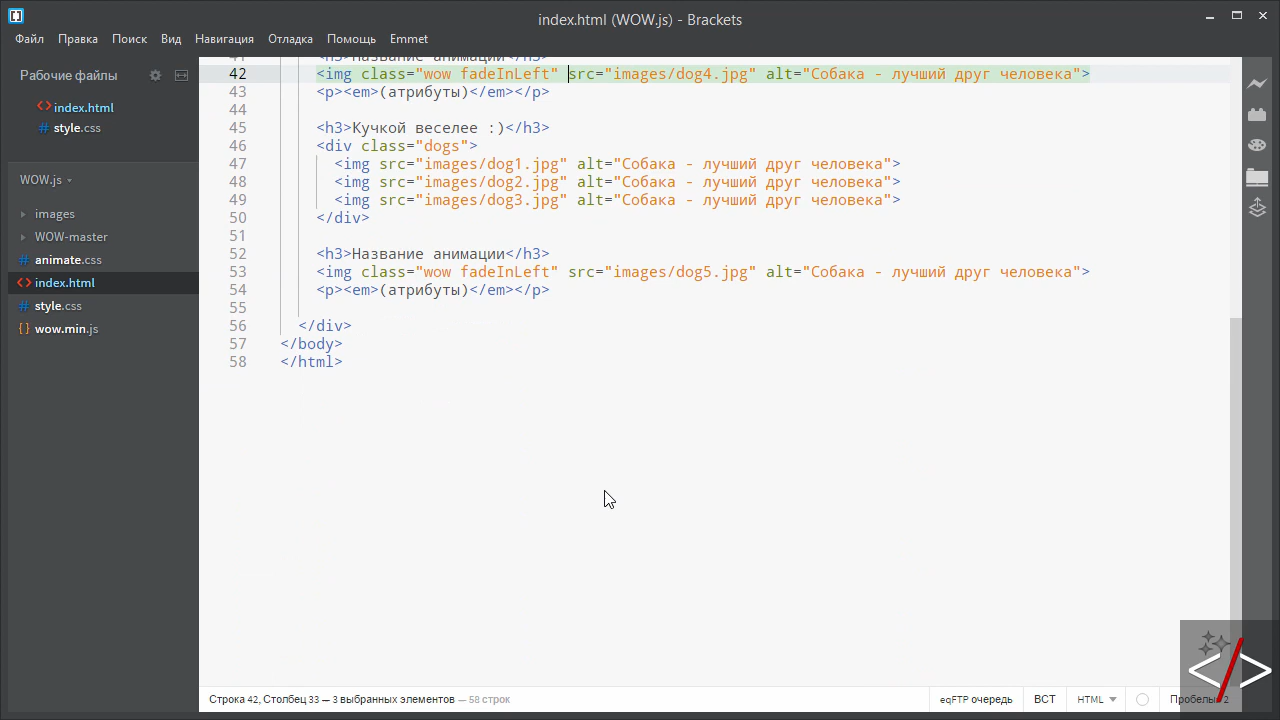 index.html (WOW.js) - Brackets
Файл Правка Поиск Вид Навигация Отладка Помощь Emmet
Рабочие файлы
index.html
style.css
WOW.js
images
WOW-master
animate.css
index.html
style.css
wow.min.js
41 <h3>Название анимации</h3>
42 <img class="wow fadeInLeft" src="images/dog4.jpg" alt="Собака - лучший друг человека">
43 <p><em>(атрибуты)</em></p>
44
45 <h3>Кучкой веселее :)</h3>
46 <div class="dogs">
47 <img src="images/dog1.jpg" alt="Собака - лучший друг человека">
48 <img src="images/dog2.jpg" alt="Собака - лучший друг человека">
49 <img src="images/dog3.jpg" alt="Собака - лучший друг человека">
50 </div>
51
52 <h3>Название анимации</h3>
53 <img class="wow fadeInLeft" src="images/dog5.jpg" alt="Собака - лучший друг человека">
54 <p><em>(атрибуты)</em></p>
55
56 </div>
57 </body>
58 </html>
Строка 42, Столбец 33 — 3 выбранных элементов — 58 строк
eqFTP очередь ВСТ HTML Пробелы: 2